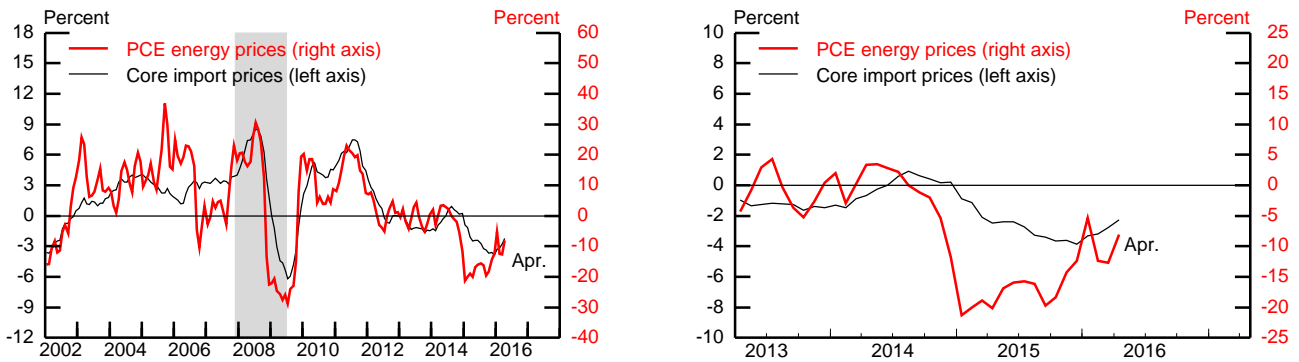 Percent Percent
18 60
PCE energy prices (right axis)
15 50
Core import prices (left axis)
12 40
9 30
6 20
3 10
0 0
-3 -10
Apr.
-6 -20
-9 -30
-12 -40
2002 2004 2006 2008 2010 2012 2014 2016
Percent Percent
10 25
PCE energy prices (right axis)
8 20
Core import prices (left axis)
6 15
4 10
2 5
0 0
-2 -5
Apr.
-4 -10
-6 -15
-8 -20
-10 -25
2013 2014 2015 2016